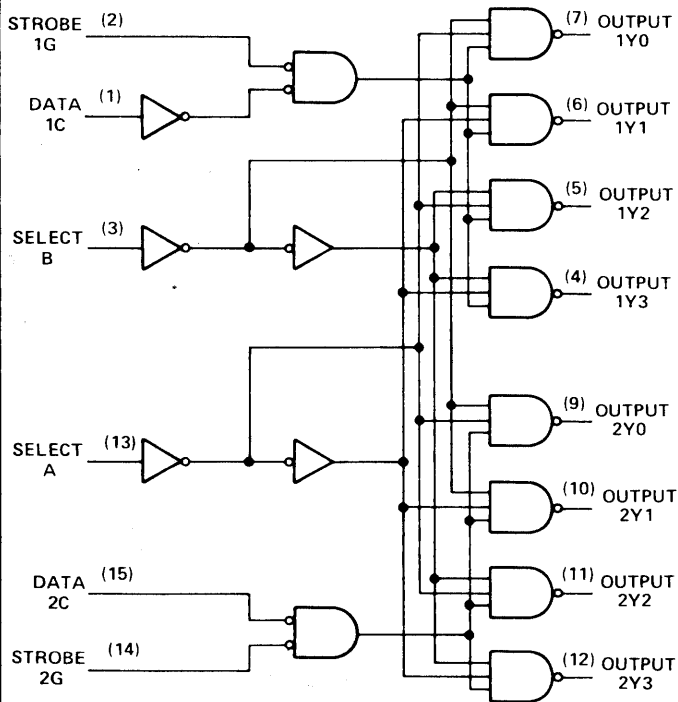 STROBE (2)
1G
DATA (1)
1C
SELECT (3)
B
SELECT (13)
A
DATA (15)
2C
STROBE (14)
2G
(7) OUTPUT
1Y0
(6) OUTPUT
1Y1
(5) OUTPUT
1Y2
(4) OUTPUT
1Y3
(9) OUTPUT
2Y0
(10) OUTPUT
2Y1
(11) OUTPUT
2Y2
(12) OUTPUT
2Y3